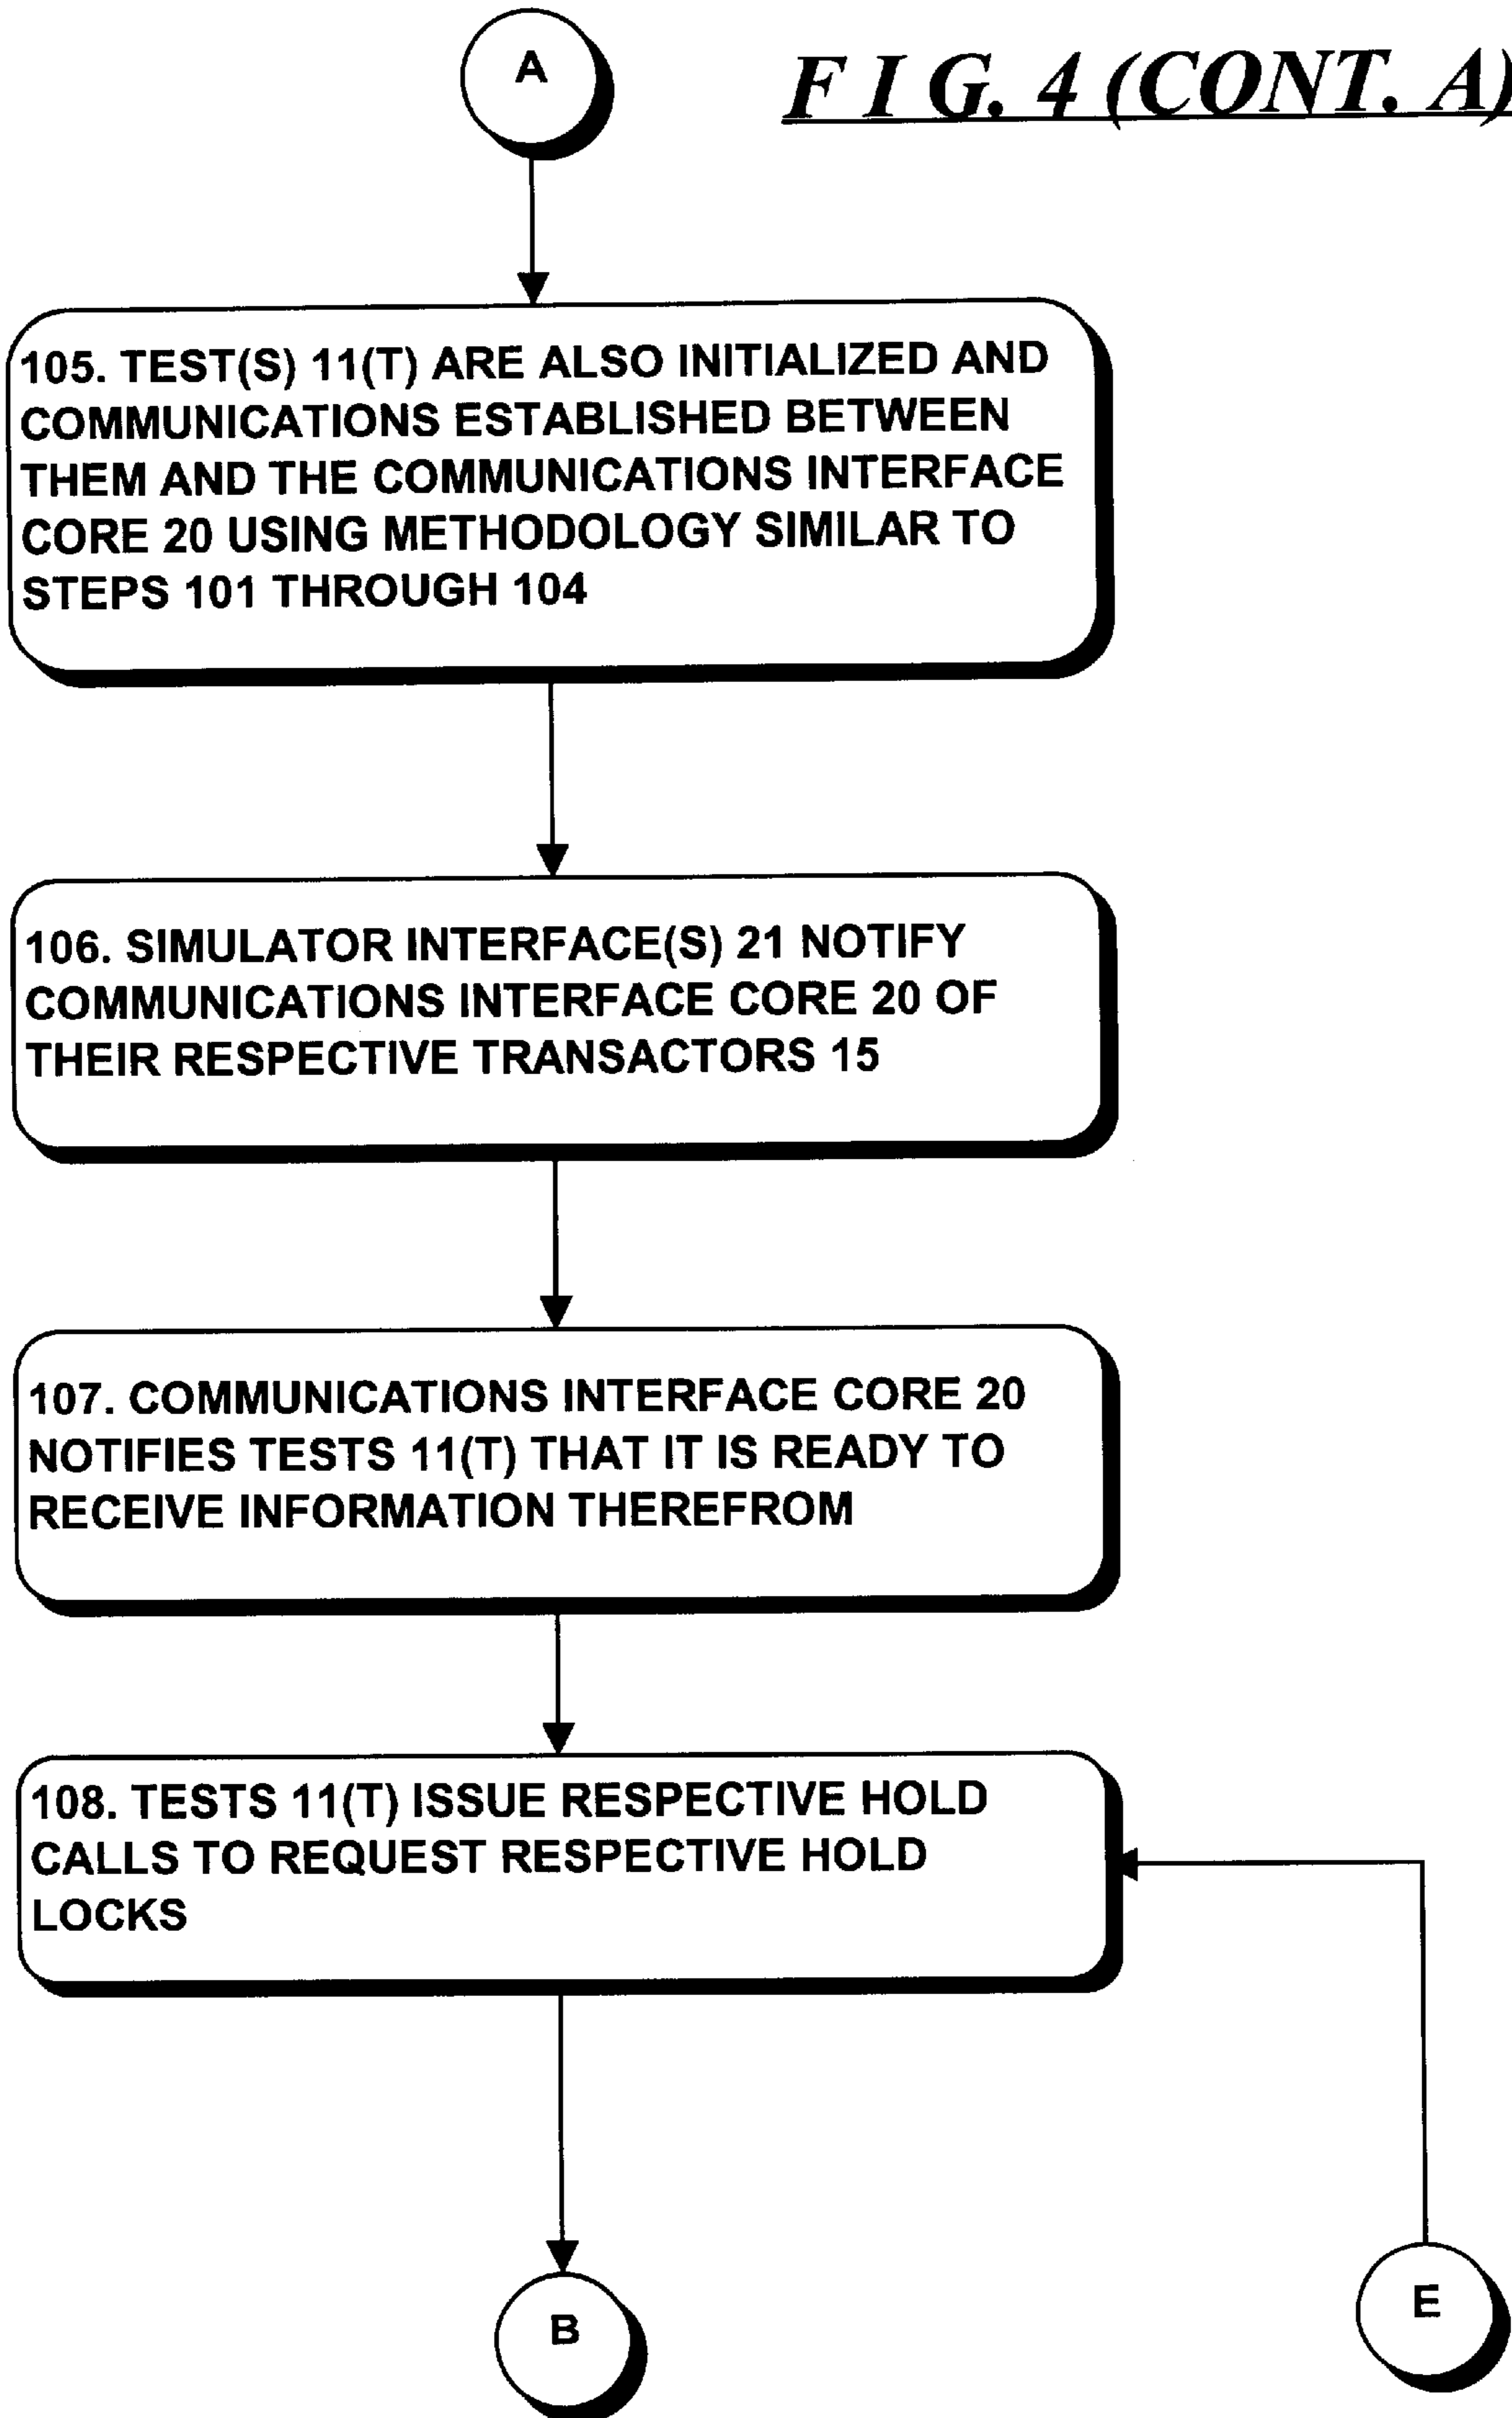 A
F I G. 4 (CONT. A)
105. TEST(S) 11(T) ARE ALSO INITIALIZED AND
COMMUNICATIONS ESTABLISHED BETWEEN
THEM AND THE COMMUNICATIONS INTERFACE
CORE 20 USING METHODOLOGY SIMILAR TO
STEPS 101 THROUGH 104
106. SIMULATOR INTERFACE(S) 21 NOTIFY
COMMUNICATIONS INTERFACE CORE 20 OF
THEIR RESPECTIVE TRANSACTORS 15
107. COMMUNICATIONS INTERFACE CORE 20
NOTIFIES TESTS 11(T) THAT IT IS READY TO
RECEIVE INFORMATION THEREFROM
108. TESTS 11(T) ISSUE RESPECTIVE HOLD
CALLS TO REQUEST RESPECTIVE HOLD
LOCKS
B
E